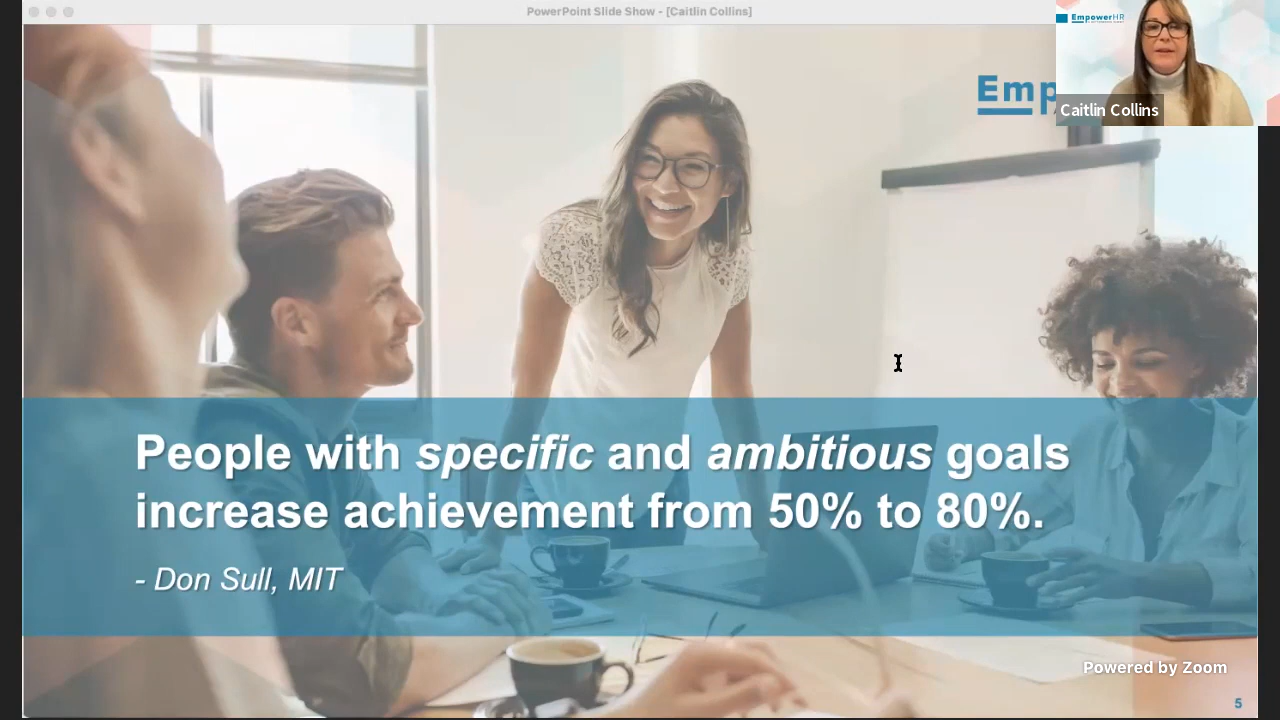 PowerPoint Slide Show - [Caitlin Collins]
EmpowerHR
Emp
Caitlin Collins
People with specific and ambitious goals
increase achievement from 50% to 80%.
- Don Sull, MIT
Powered by Zoom
5